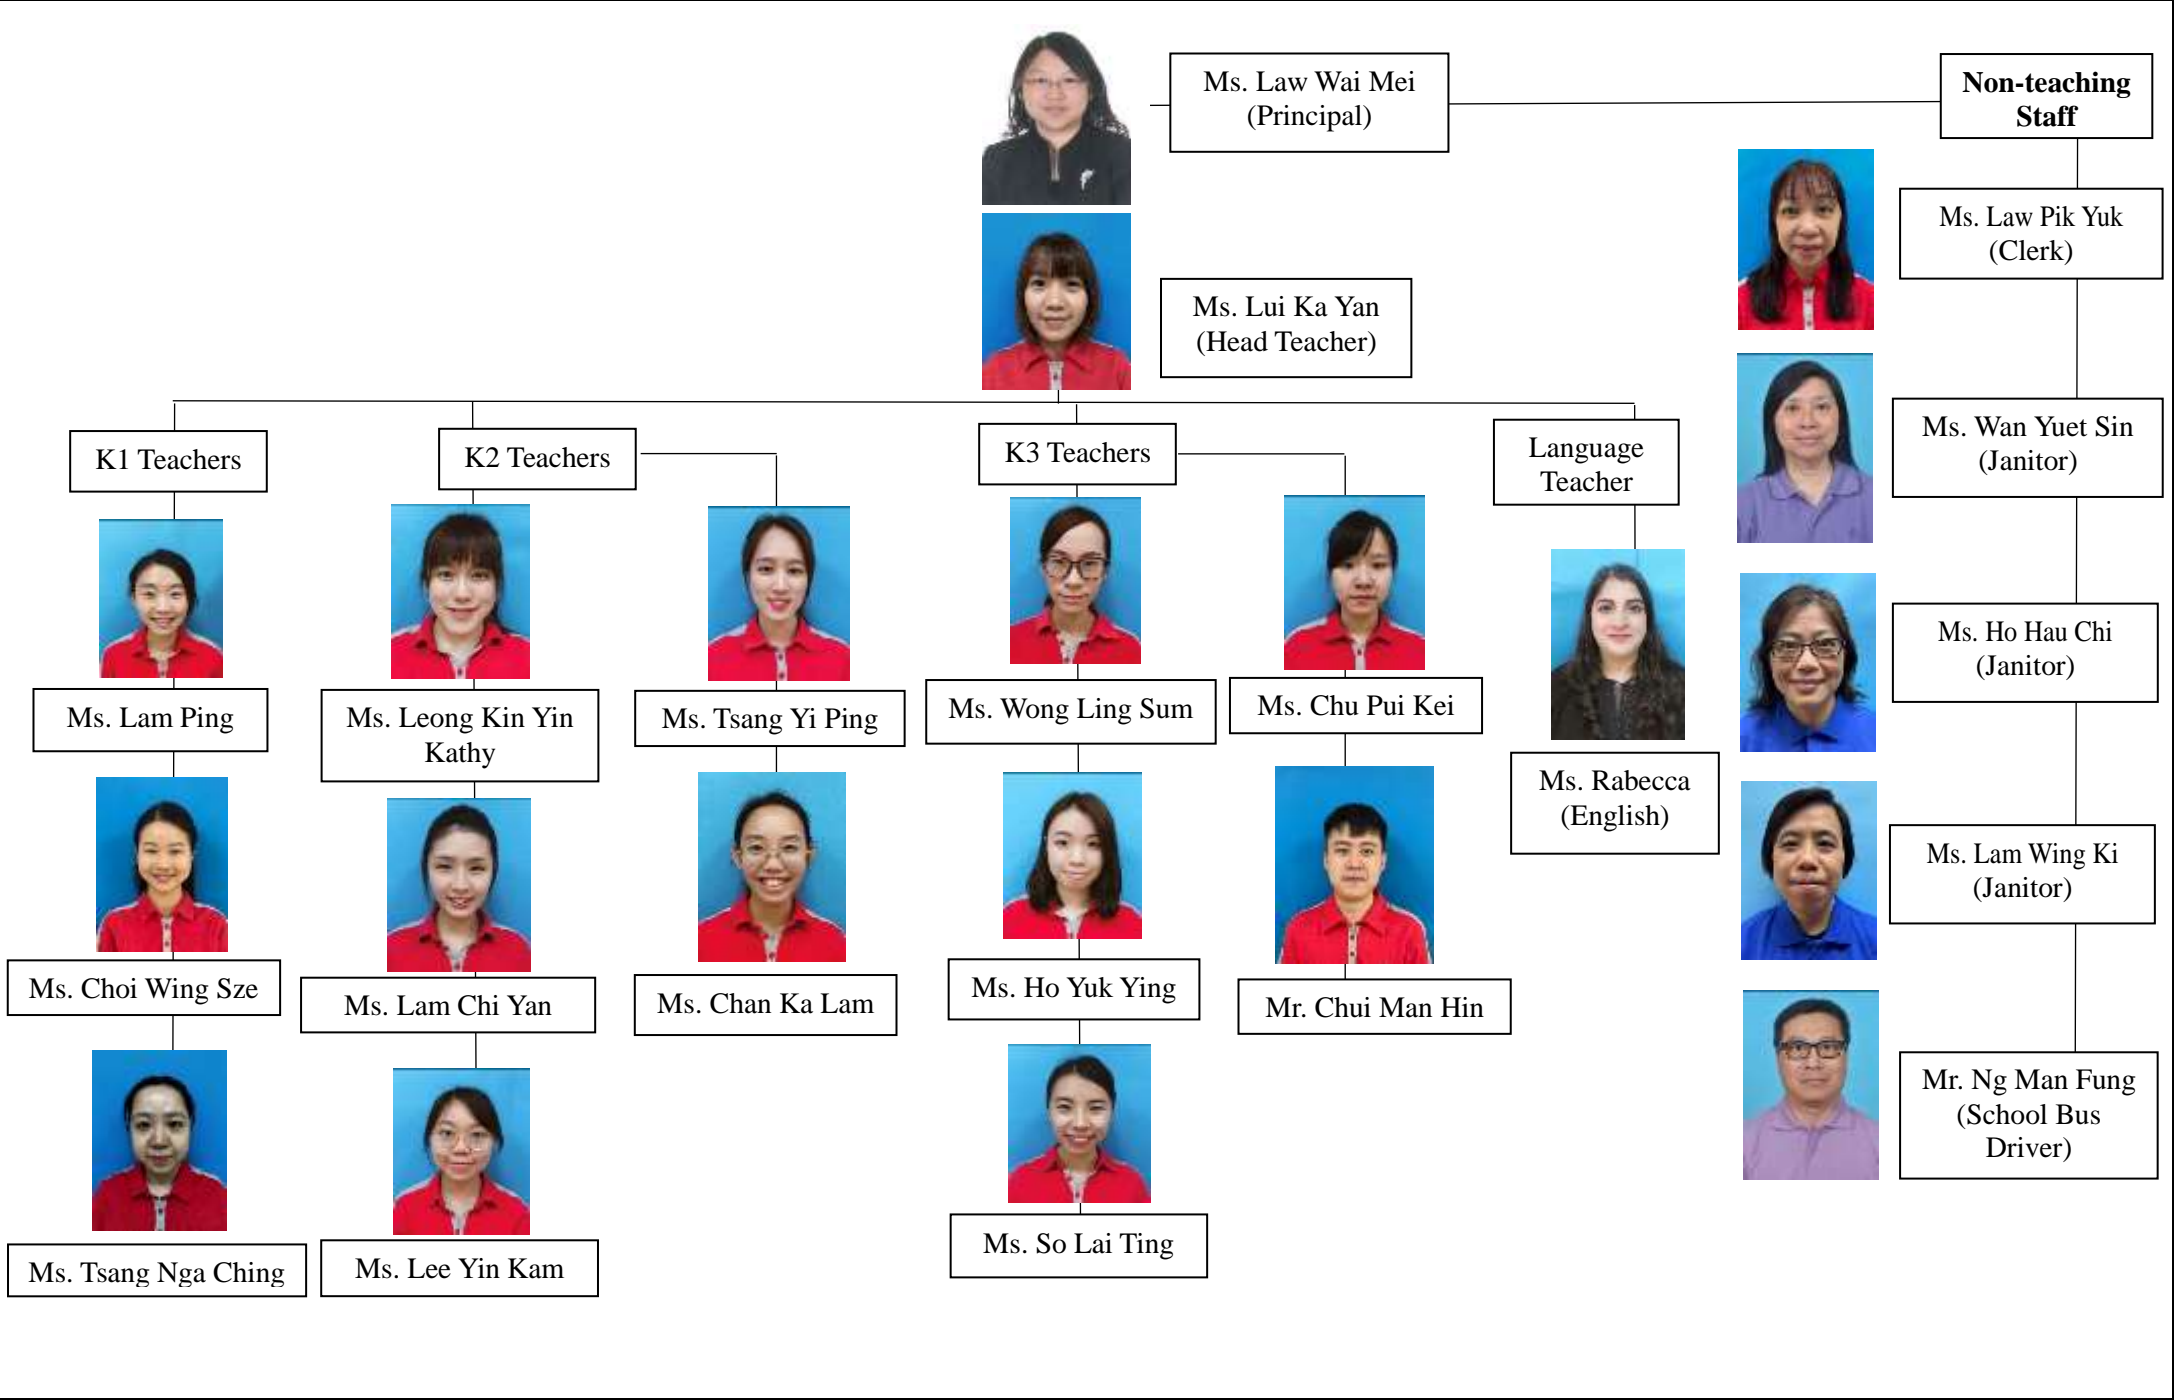 Ms. Law Wai Mei
(Principal)
Non-teaching
Staff
Ms. Law Pik Yuk
(Clerk)
Ms. Lui Ka Yan
(Head Teacher)
K1 Teachers
K2 Teachers
K3 Teachers
Language
Teacher
Ms. Wan Yuet Sin
(Janitor)
Ms. Ho Hau Chi
(Janitor)
Ms. Lam Ping
Ms. Leong Kin Yin
Kathy
Ms. Tsang Yi Ping
Ms. Wong Ling Sum
Ms. Chu Pui Kei
Ms. Rabecca
(English)
Ms. Lam Wing Ki
(Janitor)
Ms. Choi Wing Sze
Ms. Lam Chi Yan
Ms. Chan Ka Lam
Ms. Ho Yuk Ying
Mr. Chui Man Hin
Mr. Ng Man Fung
(School Bus
Driver)
Ms. Tsang Nga Ching
Ms. Lee Yin Kam
Ms. So Lai Ting